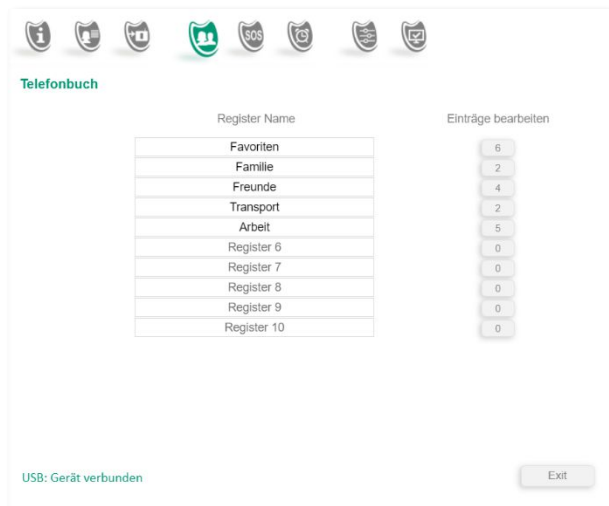 i SOS
Telefonbuch
Register Name Einträge bearbeiten
Favoriten 6
Familie 2
Freunde 4
Transport 2
Arbeit 5
Register 6 0
Register 7 0
Register 8 0
Register 9 0
Register 10 0
USB: Gerät verbunden Exit